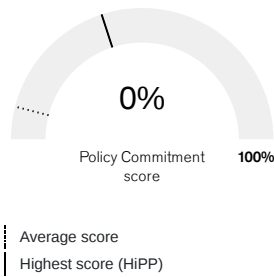 0%
Policy Commitment 100%
score
Average score
Highest score (HiPP)